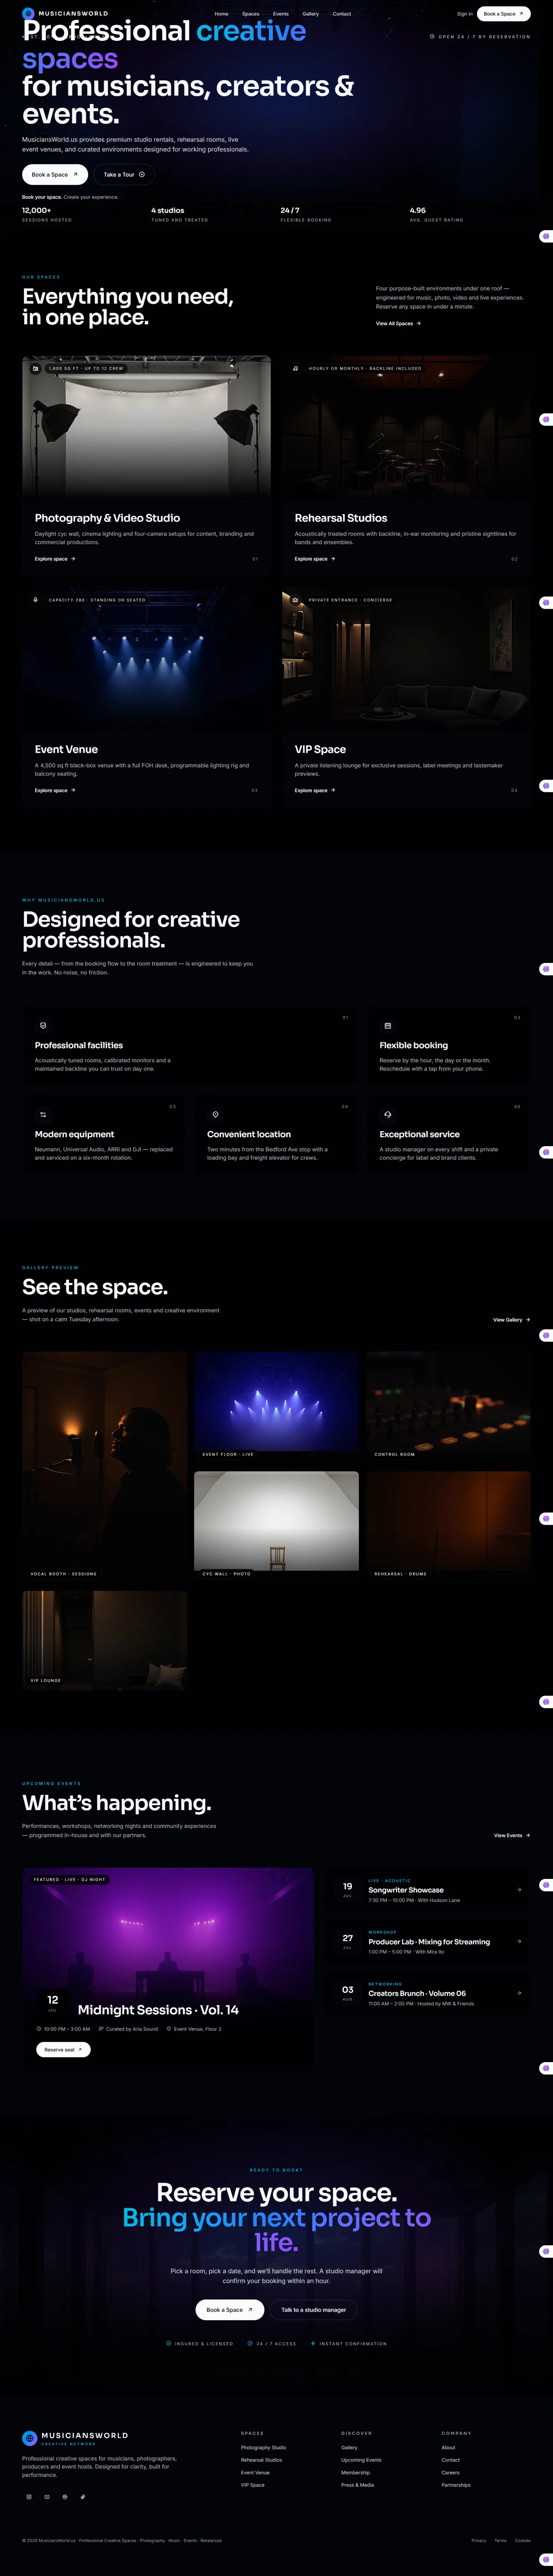 MUSICIANSWORLD
Home Spaces Events Gallery Contact
Sign in
Book a Space
OPEN 24 / 7 BY RESERVATION
Professional creative
spaces
for musicians, creators &
events.
MusiciansWorld.us provides premium studio rentals, rehearsal rooms, live
event venues, and curated environments designed for working professionals.
Book a Space
Take a Tour
Book your space. Create your experience.
12,000+
SESSIONS HOSTED
4 studios
TUNED AND TREATED
24 / 7
FLEXIBLE BOOKING
4.96
AVG. GUEST RATING
OUR SPACES
Everything you need,
in one place.
Four purpose-built environments under one roof —
engineered for music, photo, video and live experiences.
Reserve any space in under a minute.
View All Spaces
1,800 SQ FT · UP TO 12 CREW
Photography & Video Studio
Daylight cyc wall, cinema lighting and four-camera setups for content, branding and
commercial productions.
Explore space
01
HOURLY OR MONTHLY · BACKLINE INCLUDED
Rehearsal Studios
Acoustically treated rooms with backline, in-ear monitoring and pristine sightlines for
bands and ensembles.
Explore space
02
CAPACITY 280 · STANDING OR SEATED
Event Venue
A 4,500 sq ft black-box venue with a full FOH desk, programmable lighting rig and
balcony seating.
Explore space
03
PRIVATE ENTRANCE · CONCIERGE
VIP Space
A private listening lounge for exclusive sessions, label meetings and tastemaker
previews.
Explore space
04
WHY MUSICIANSWORLD.US
Designed for creative
professionals.
Every detail — from the booking flow to the room treatment — is engineered to keep you
in the work. No noise, no friction.
01
Professional facilities
Acoustically tuned rooms, calibrated monitors and a
maintained backline you can trust on day one.
02
Flexible booking
Reserve by the hour, the day or the month.
Reschedule with a tap from your phone.
03
Modern equipment
Neumann, Universal Audio, ARRI and DJI — replaced
and serviced on a six-month rotation.
04
Convenient location
Two minutes from the Bedford Ave stop with a
loading bay and freight elevator for crews.
05
Exceptional service
A studio manager on every shift and a private
concierge for label and brand clients.
GALLERY PREVIEW
See the space.
A preview of our studios, rehearsal rooms, events and creative environment
— shot on a calm Tuesday afternoon.
View Gallery
EVENT FLOOR · LIVE
CONTROL ROOM
VOCAL BOOTH · SESSIONS
CYC WALL · PHOTO
REHEARSAL · DRUMS
VIP LOUNGE
UPCOMING EVENTS
What's happening.
Performances, workshops, networking nights and community experiences
— programmed in-house and with our partners.
View Events
FEATURED · LIVE · DJ NIGHT
12
JUL
Midnight Sessions · Vol. 14
10:00 PM – 3:00 AM
Curated by Aria Sound
Event Venue, Floor 2
Reserve seat
19
JUL
LIVE · ACOUSTIC
Songwriter Showcase
7:30 PM – 10:00 PM · With Hudson Lane
27
JUL
WORKSHOP
Producer Lab · Mixing for Streaming
1:00 PM – 5:00 PM · With Mira Ito
03
AUG
NETWORKING
Creators Brunch · Volume 06
11:00 AM – 2:00 PM · Hosted by MW & Friends
READY TO BOOK?
Reserve your space.
Bring your next project to
life.
Pick a room, pick a date, and we'll handle the rest. A studio manager will
confirm your booking within an hour.
Book a Space
Talk to a studio manager
INSURED & LICENSED
24 / 7 ACCESS
INSTANT CONFIRMATION
MUSICIANSWORLD
CREATIVE NETWORK
Professional creative spaces for musicians, photographers,
producers and event hosts. Designed for clarity, built for
performance.
SPACES
Photography Studio
Rehearsal Studios
Event Venue
VIP Space
DISCOVER
Gallery
Upcoming Events
Membership
Press & Media
COMPANY
About
Contact
Careers
Partnerships
© 2026 MusiciansWorld.us · Professional Creative Spaces · Photography · Music · Events · Rehearsals
Privacy Terms Cookies